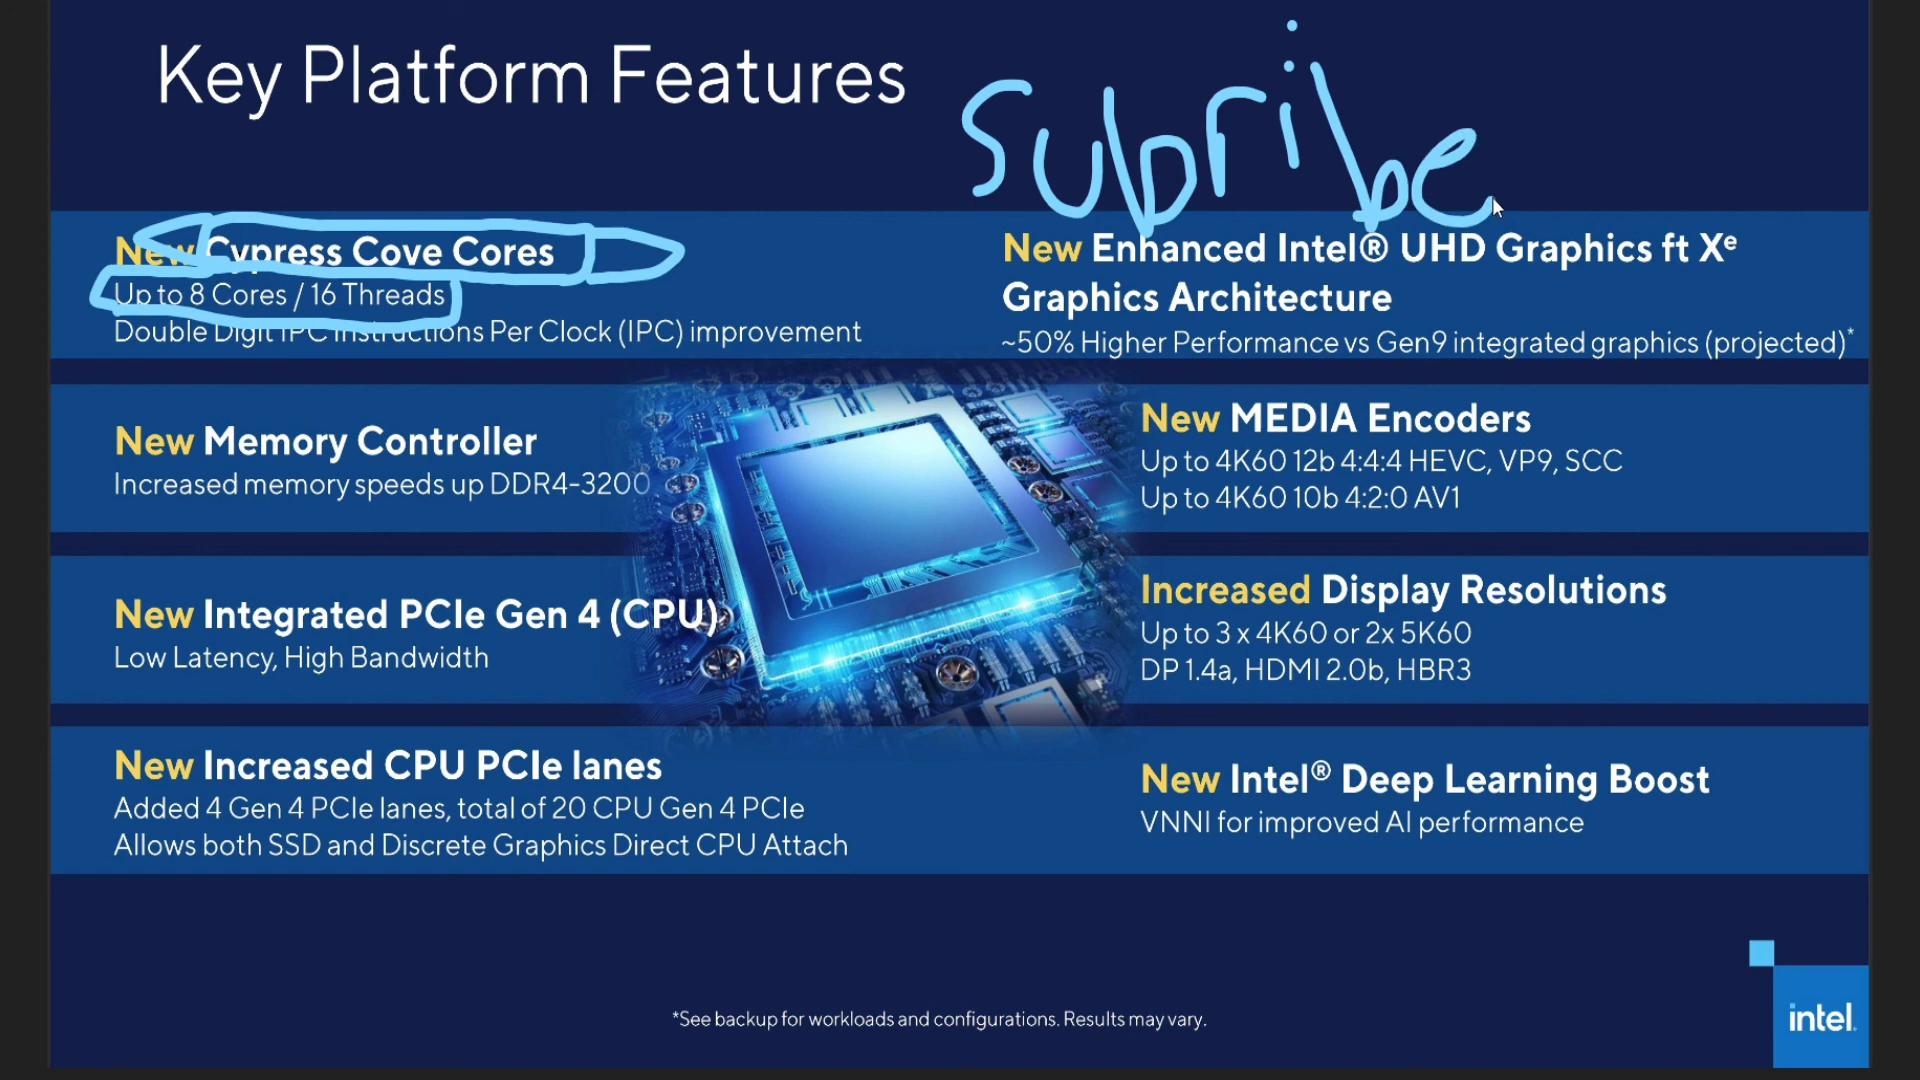 Key Platform Features
subribe
New Cypress Cove Cores
Up to 8 Cores / 16 Threads
Double Digit IPC Instructions Per Clock (IPC) improvement
New Memory Controller
Increased memory speeds up DDR4-3200
New Integrated PCIe Gen 4 (CPU)
Low Latency, High Bandwidth
New Increased CPU PCIe lanes
Added 4 Gen 4 PCIe lanes, total of 20 CPU Gen 4 PCIe
Allows both SSD and Discrete Graphics Direct CPU Attach
New Enhanced Intel® UHD Graphics ft Xᵉ
Graphics Architecture
~50% Higher Performance vs Gen9 integrated graphics (projected)*
New MEDIA Encoders
Up to 4K60 12b 4:4:4 HEVC, VP9, SCC
Up to 4K60 10b 4:2:0 AV1
Increased Display Resolutions
Up to 3 x 4K60 or 2x 5K60
DP 1.4a, HDMI 2.0b, HBR3
New Intel® Deep Learning Boost
VNNI for improved AI performance
*See backup for workloads and configurations. Results may vary.
intel.